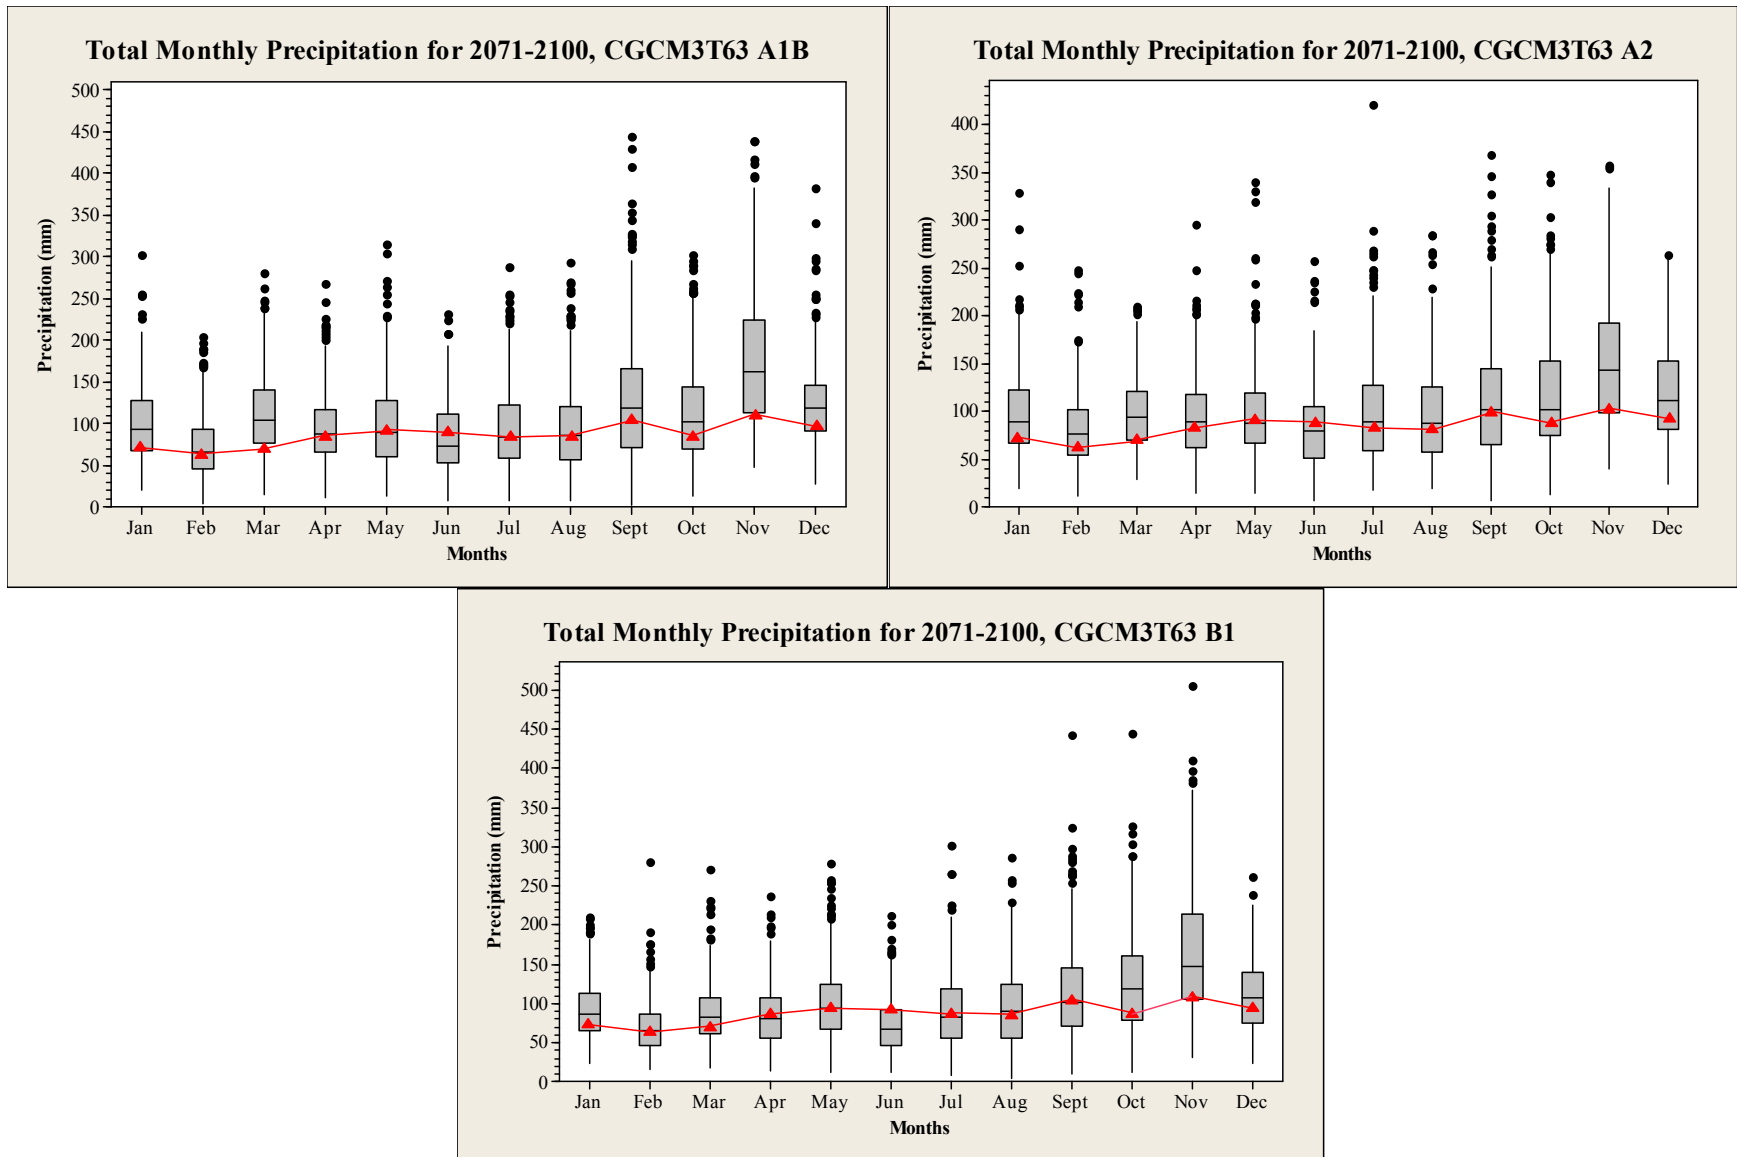 Total Monthly Precipitation for 2071-2100, CGCM3T63 A1B
500
450
400
350
300
250
200
150
100
50
0
Precipitation (mm)
Jan Feb Mar Apr May Jun Jul Aug Sept Oct Nov Dec
Months
Total Monthly Precipitation for 2071-2100, CGCM3T63 A2
400
350
300
250
200
150
100
50
0
Precipitation (mm)
Jan Feb Mar Apr May Jun Jul Aug Sept Oct Nov Dec
Months
Total Monthly Precipitation for 2071-2100, CGCM3T63 B1
500
450
400
350
300
250
200
150
100
50
0
Precipitation (mm)
Jan Feb Mar Apr May Jun Jul Aug Sept Oct Nov Dec
Months